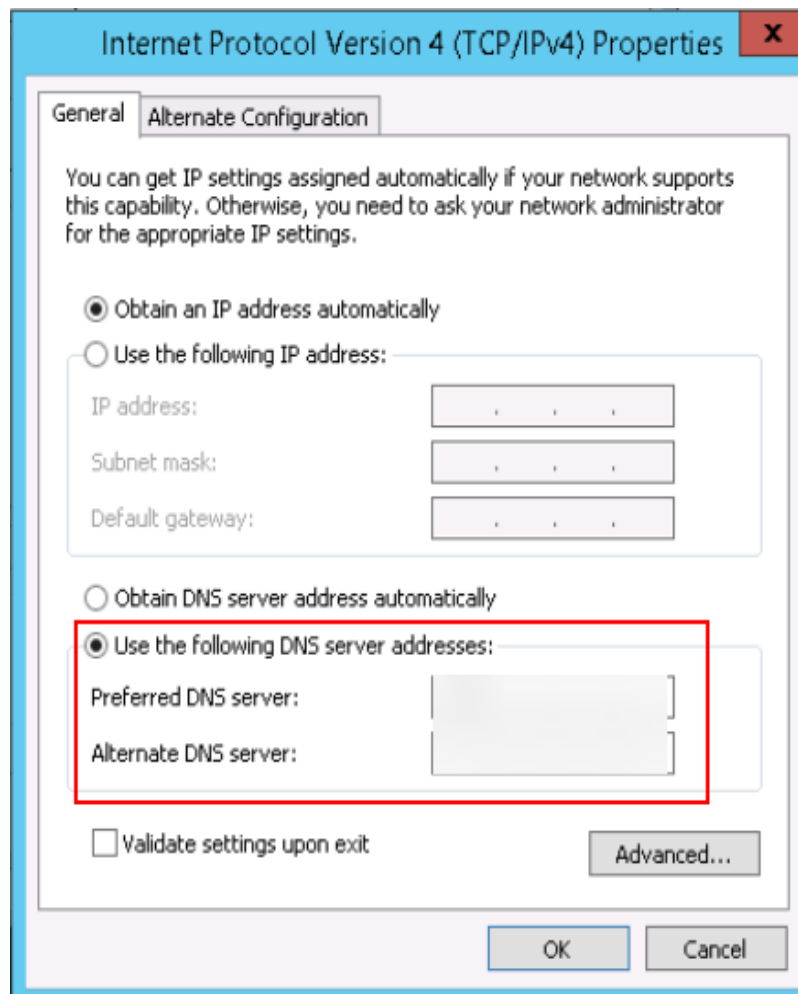 Internet Protocol Version 4 (TCP/IPv4) Properties
x
General
Alternate Configuration
You can get IP settings assigned automatically if your network supports
this capability. Otherwise, you need to ask your network administrator
for the appropriate IP settings.
Obtain an IP address automatically
Use the following IP address:
IP address:
Subnet mask:
Default gateway:
Obtain DNS server address automatically
Use the following DNS server addresses:
Preferred DNS server:
Alternate DNS server:
Validate settings upon exit
Advanced...
OK
Cancel